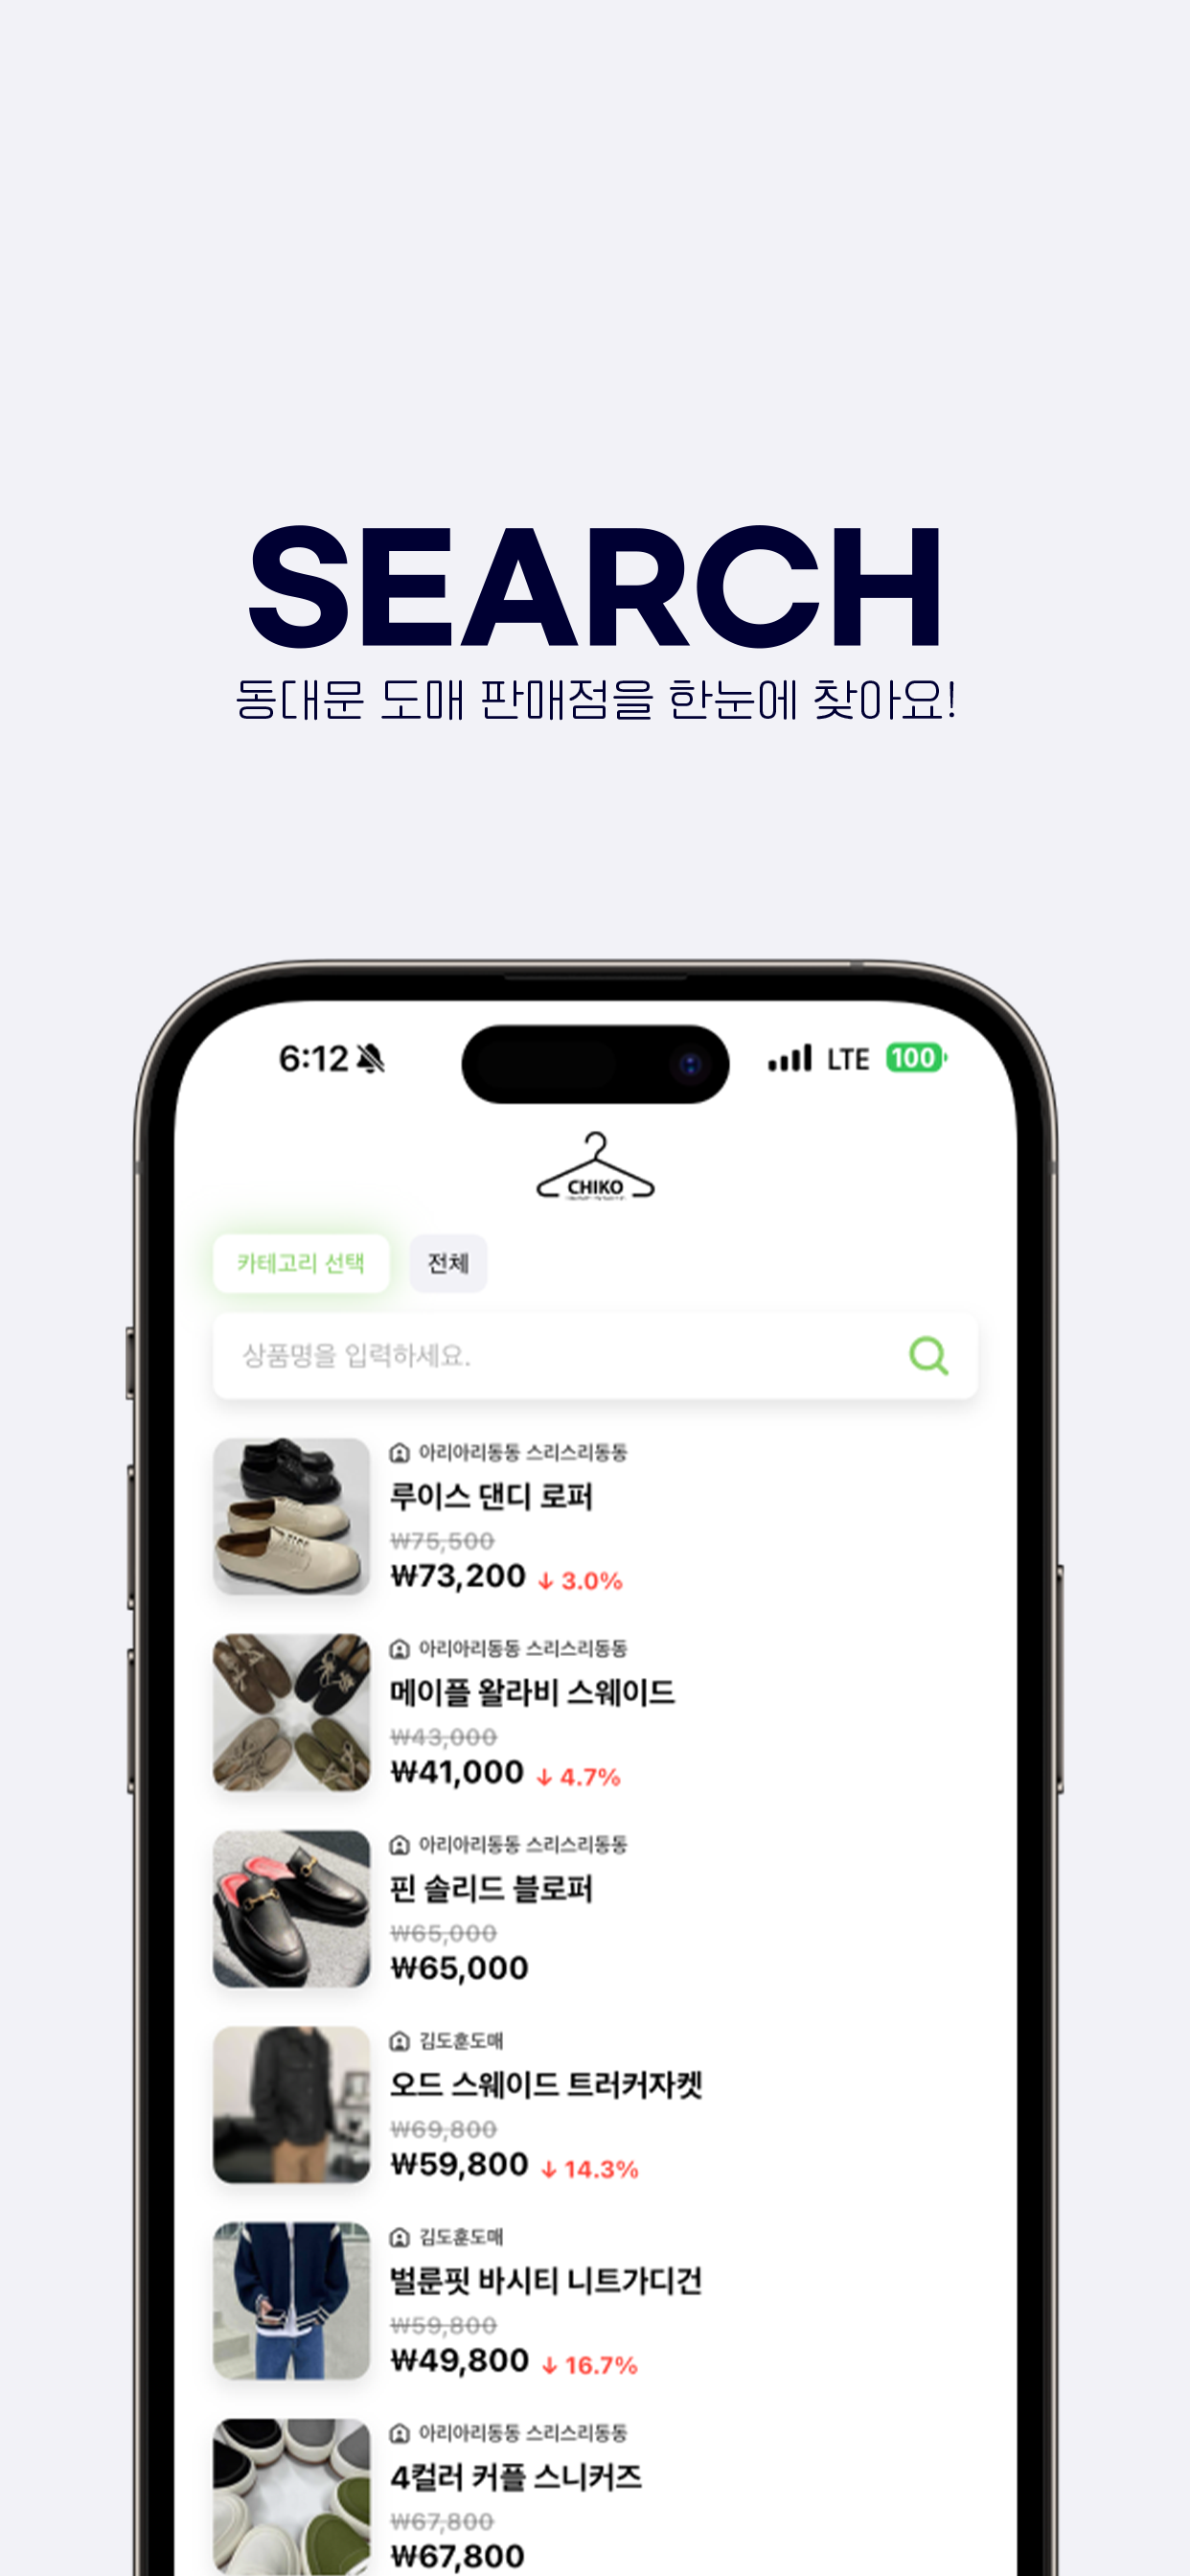 SEARCH
동대문 도매 판매점을 한눈에 찾아요!
6:12 LTE 100
CHIKO
카테고리 선택 전체
상품명을 입력하세요.
아리아리동동 스리스리동동
루이스 댄디 로퍼
₩75,500
₩73,200 ↓ 3.0%
아리아리동동 스리스리동동
메이플 왈라비 스웨이드
₩43,000
₩41,000 ↓ 4.7%
아리아리동동 스리스리동동
핀 솔리드 블로퍼
₩65,000
₩65,000
김도훈도매
오드 스웨이드 트러커자켓
₩69,800
₩59,800 ↓ 14.3%
김도훈도매
벌룬핏 바시티 니트가디건
₩59,800
₩49,800 ↓ 16.7%
아리아리동동 스리스리동동
4컬러 커플 스니커즈
₩67,800
₩67,800